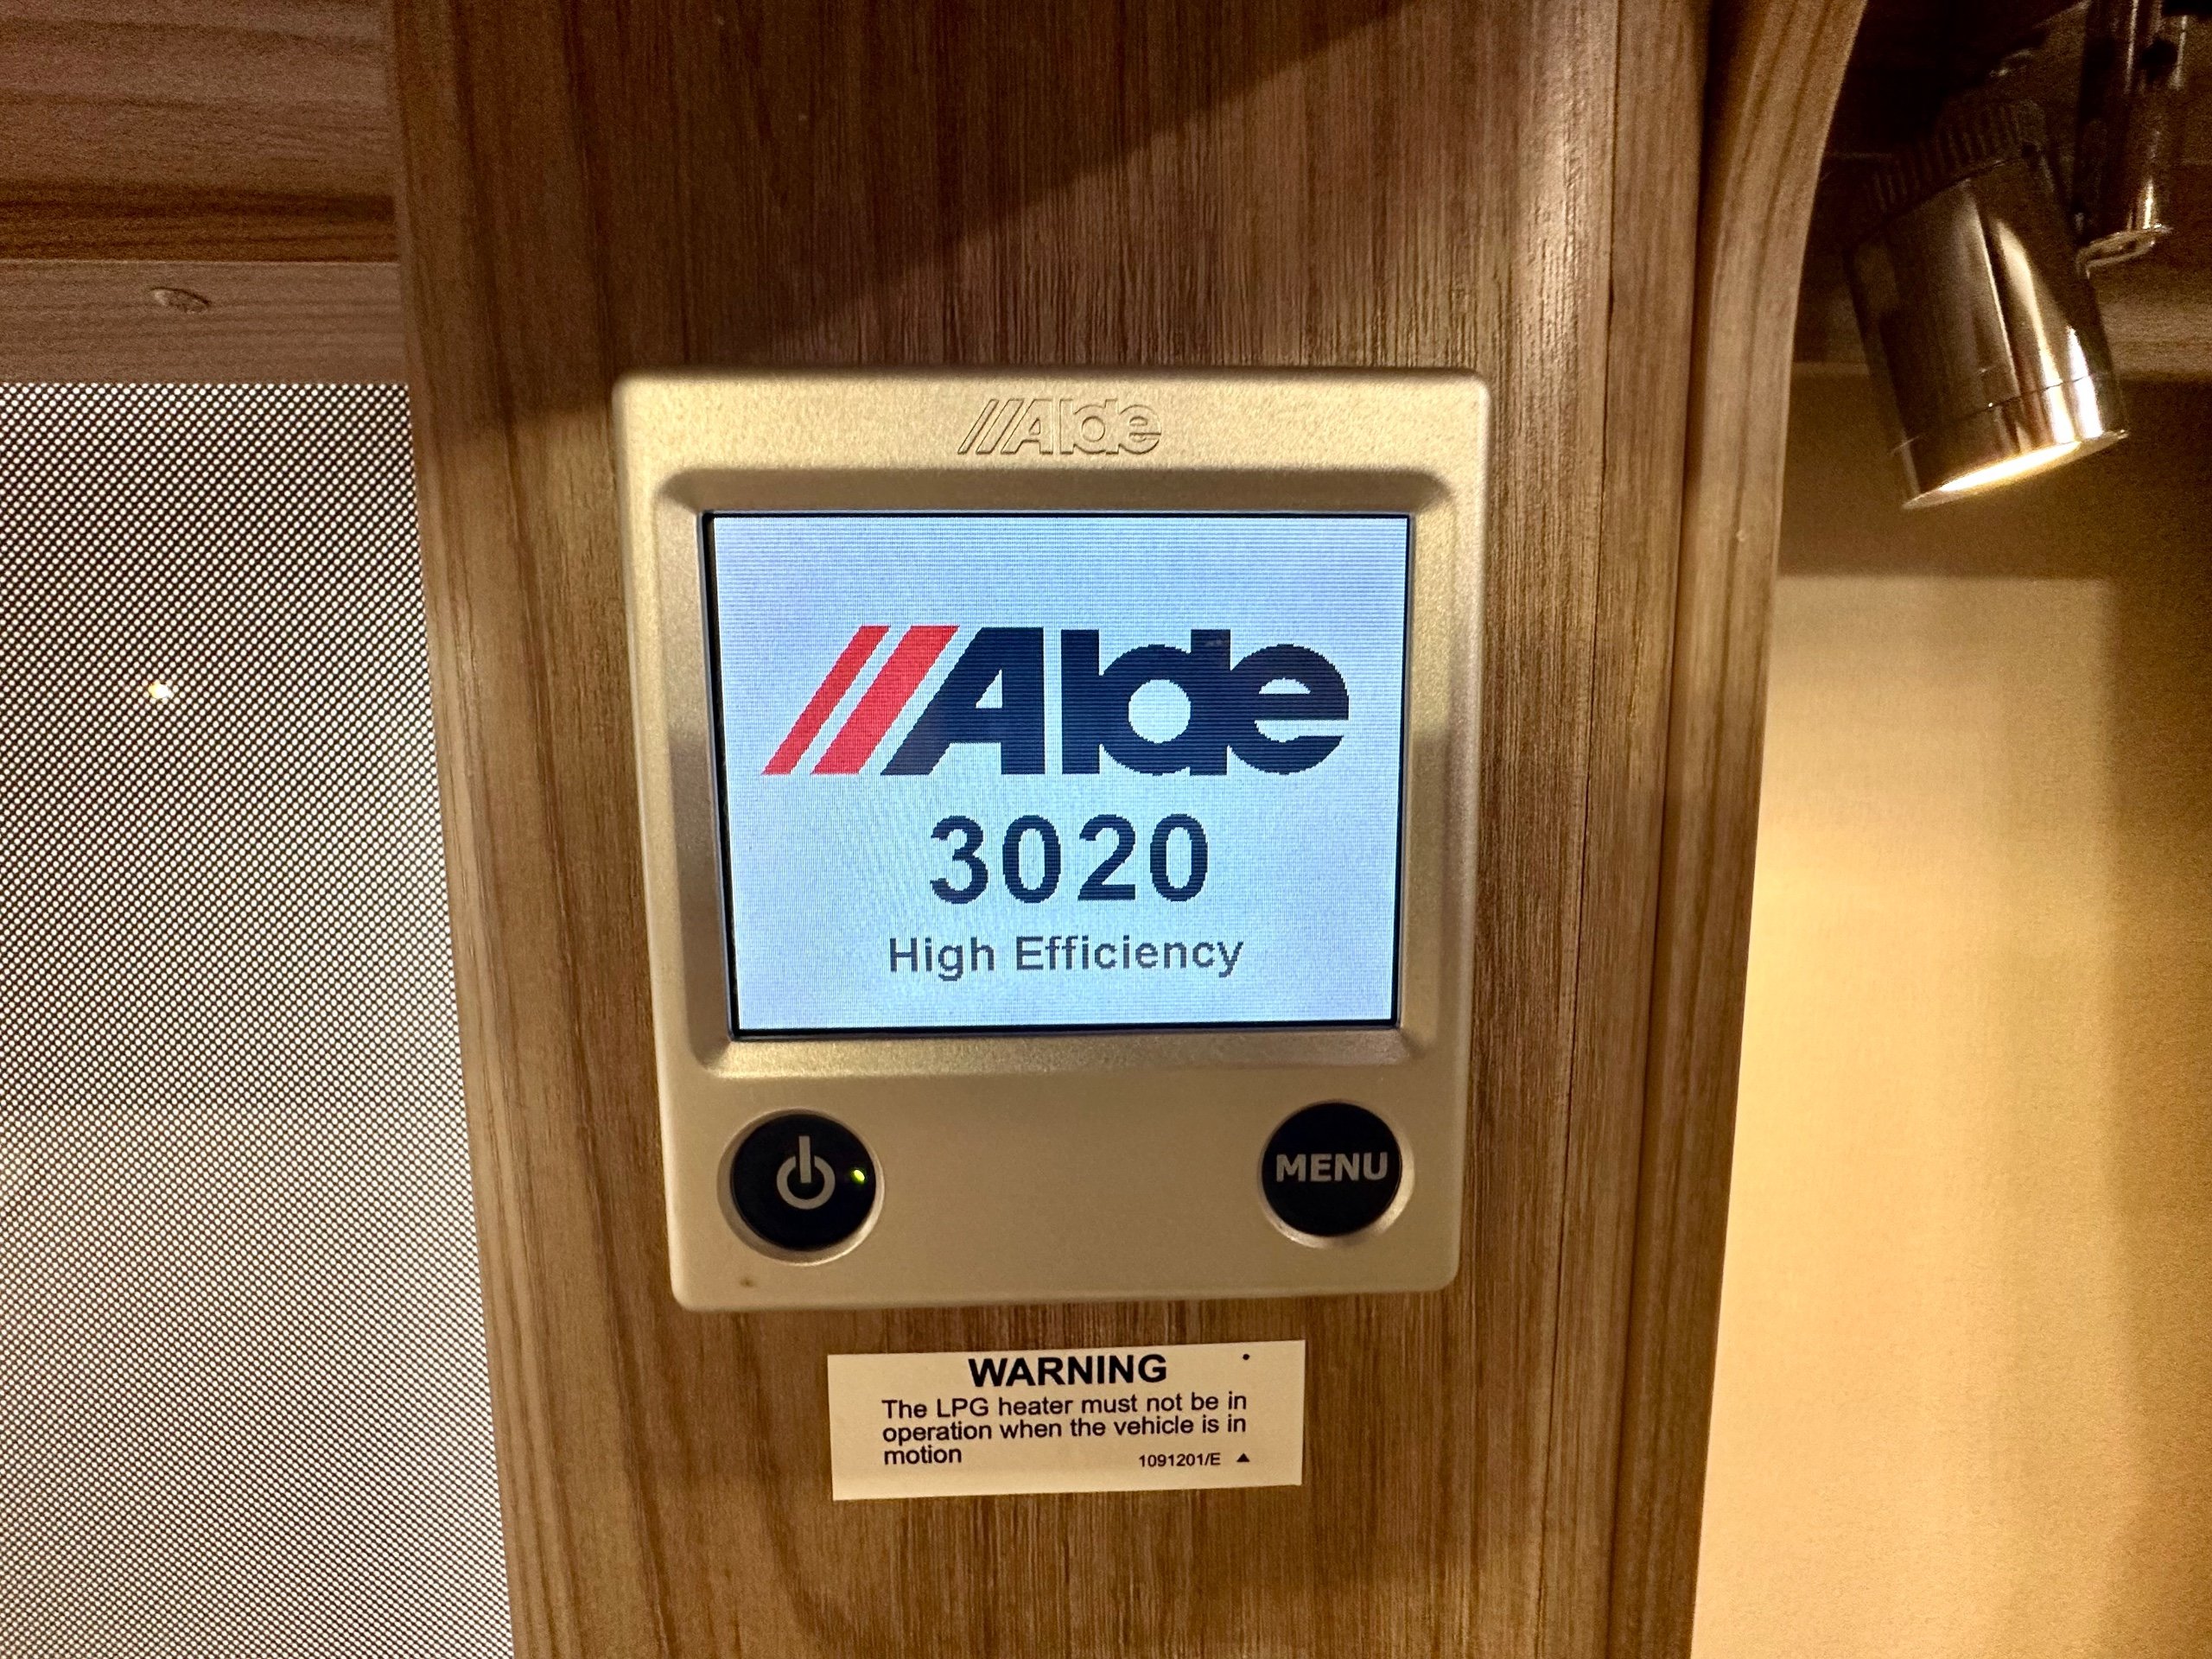 Alde
Alde
3020
High Efficiency
MENU
WARNING
The LPG heater must not be in
operation when the vehicle is in
motion
1091201/E